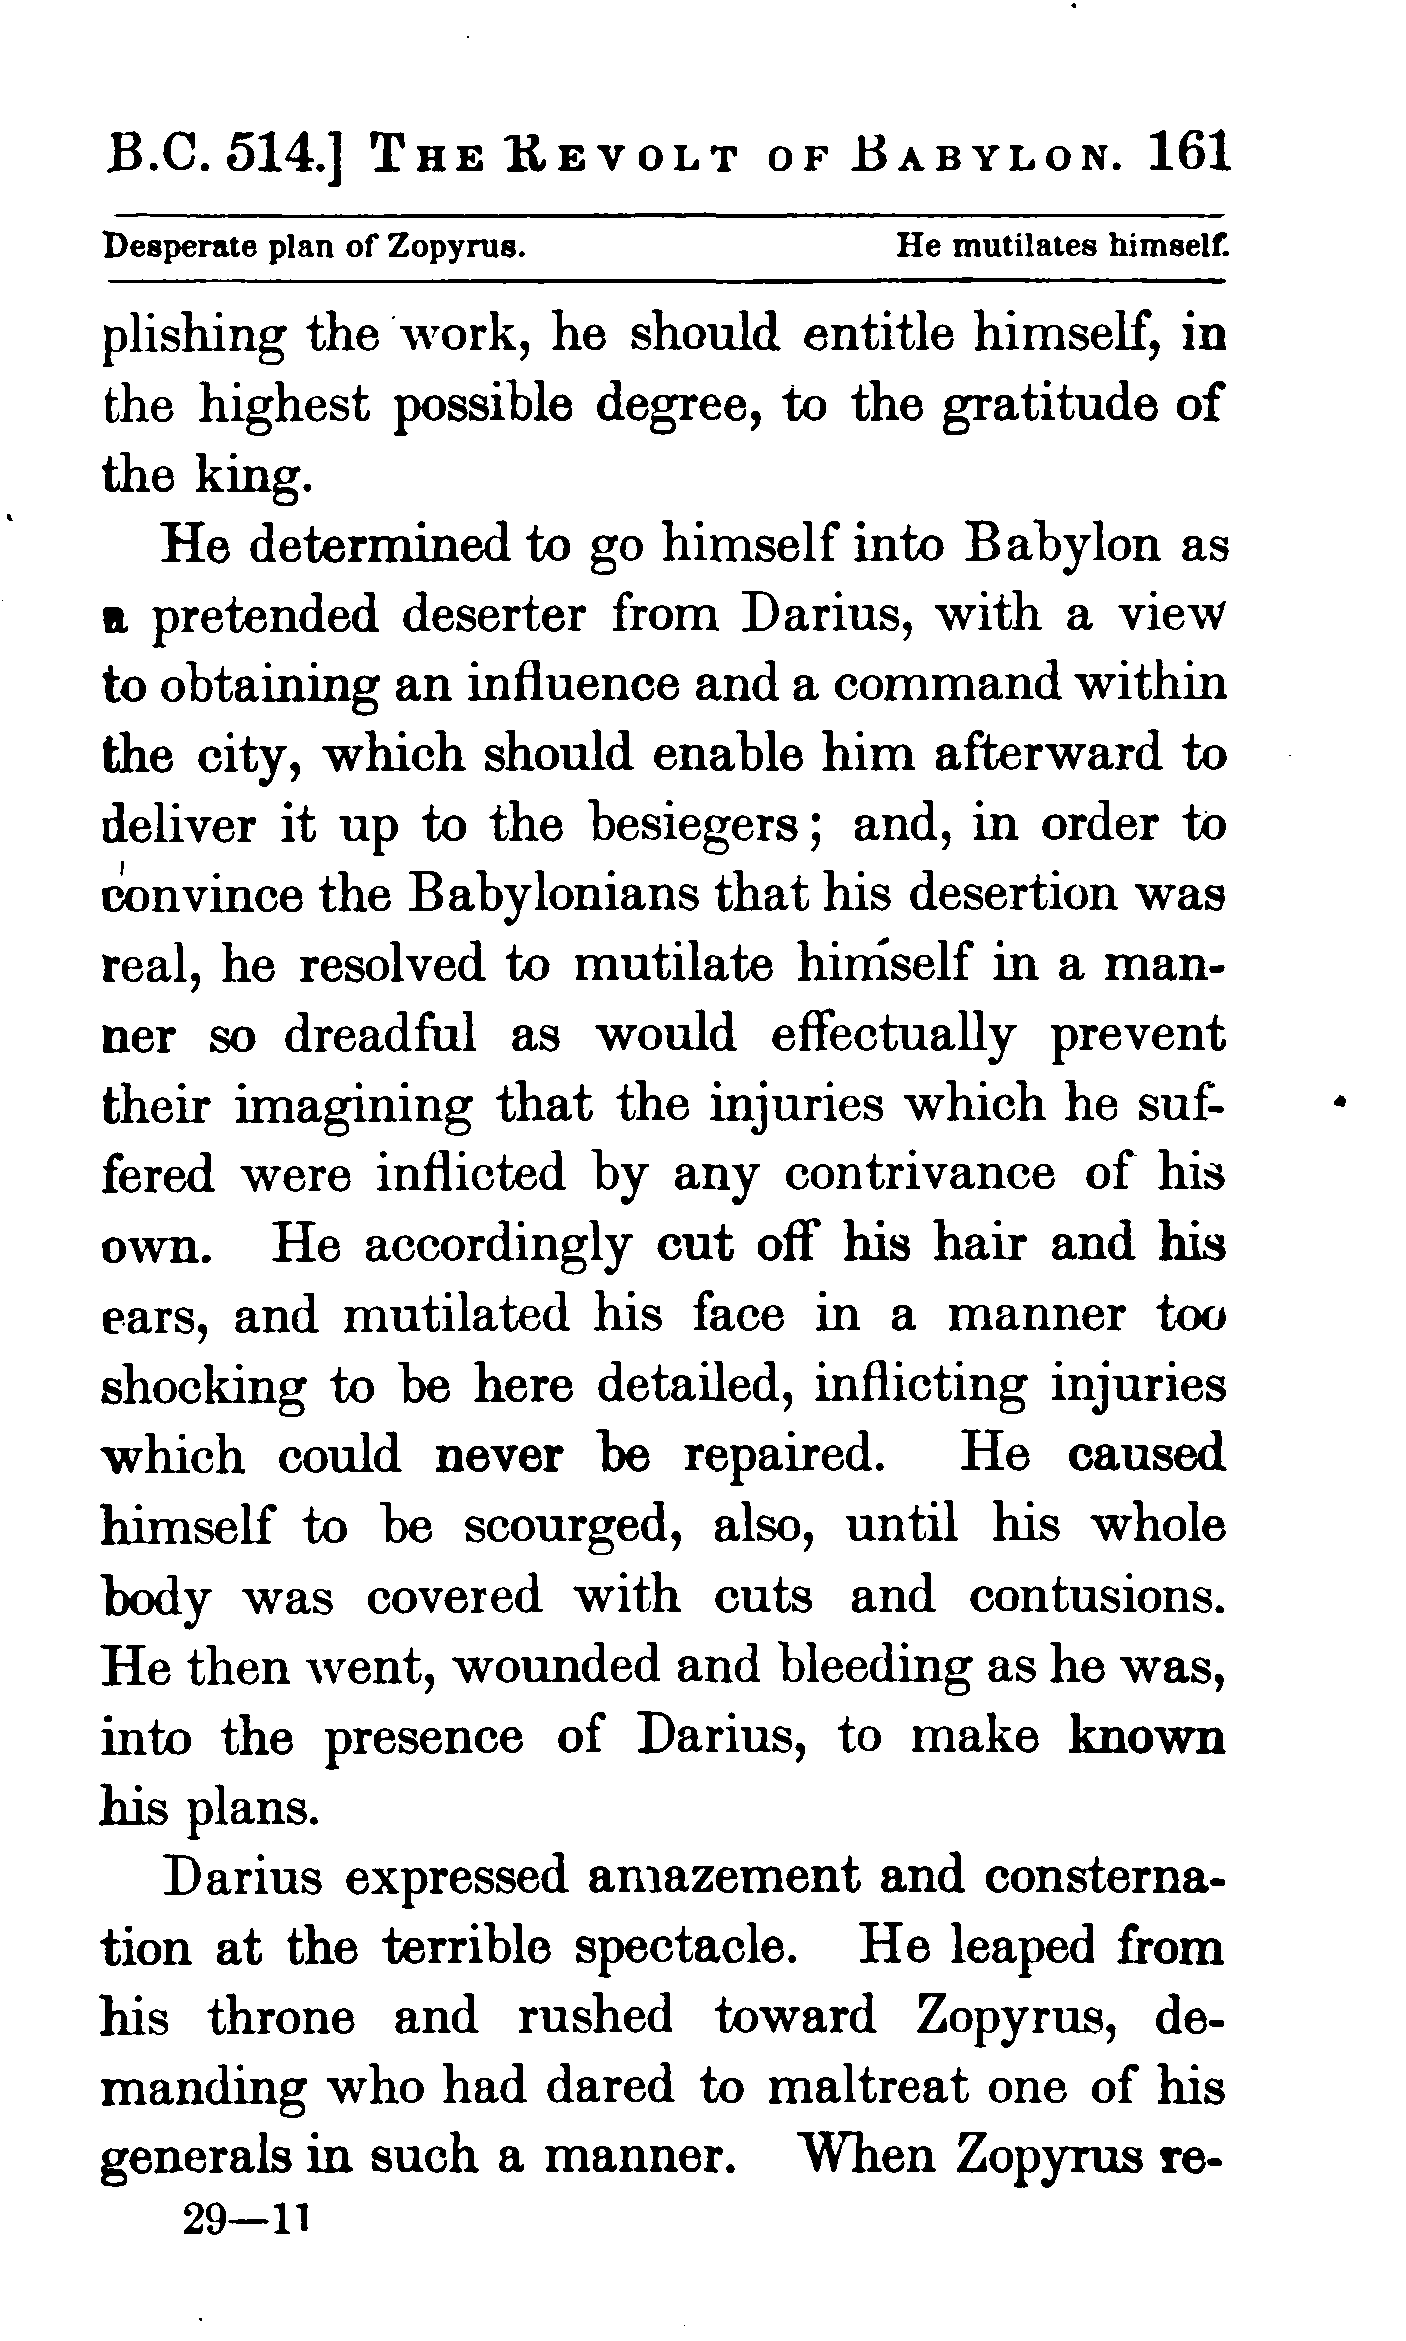 B.C. 514.] The Revolt of Babylon. 161
Desperate plan of Zopyrus. He mutilates himself.
plishing the work, he should entitle himself, in
the highest possible degree, to the gratitude of
the king.
He determined to go himself into Babylon as
a pretended deserter from Darius, with a view
to obtaining an influence and a command within
the city, which should enable him afterward to
deliver it up to the besiegers; and, in order to
convince the Babylonians that his desertion was
real, he resolved to mutilate himself in a man-
ner so dreadful as would effectually prevent
their imagining that the injuries which he suf-
fered were inflicted by any contrivance of his
own. He accordingly cut off his hair and his
ears, and mutilated his face in a manner too
shocking to be here detailed, inflicting injuries
which could never be repaired. He caused
himself to be scourged, also, until his whole
body was covered with cuts and contusions.
He then went, wounded and bleeding as he was,
into the presence of Darius, to make known
his plans.
Darius expressed amazement and consterna-
tion at the terrible spectacle. He leaped from
his throne and rushed toward Zopyrus, de-
manding who had dared to maltreat one of his
generals in such a manner. When Zopyrus re-
29—11